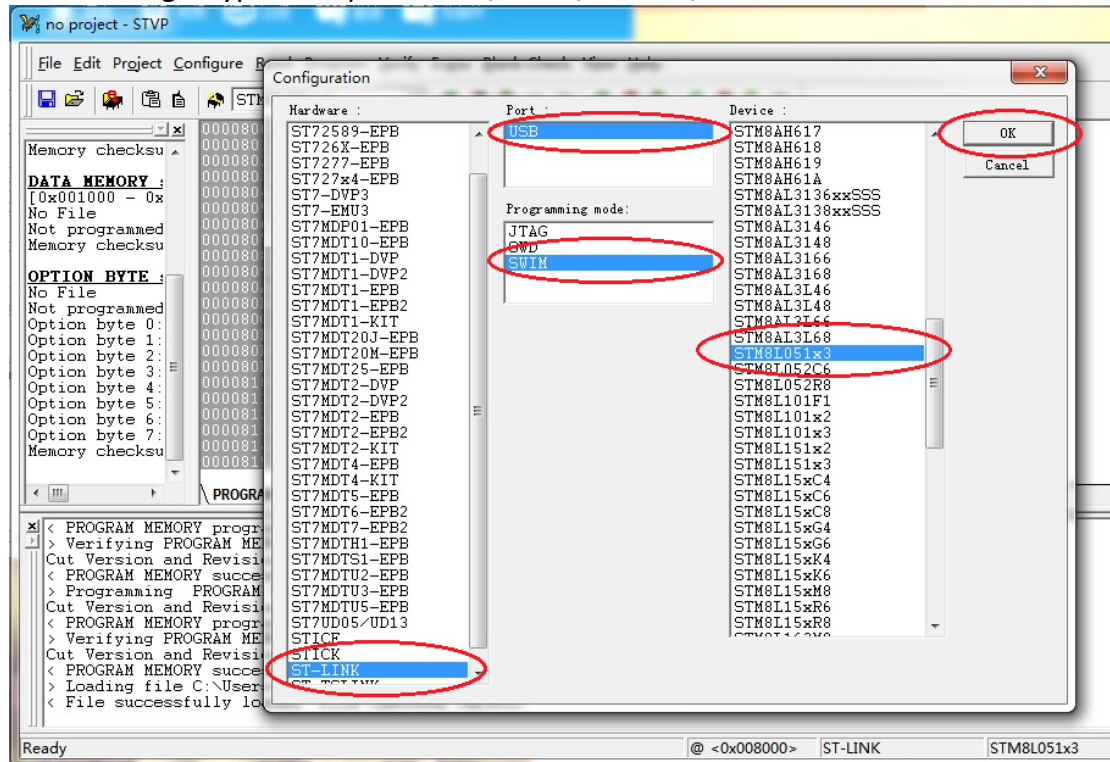 no project - STVP
File Edit Project Configure
Configuration
Hardware :
ST72589-EPB
ST726X-EPB
ST7277-EPB
ST727x4-EPB
ST7-DVP3
ST7-EMU3
ST7MDP01-EPB
ST7MDT10-EPB
ST7MDT1-DVP
ST7MDT1-DVP2
ST7MDT1-EPB
ST7MDT1-EPB2
ST7MDT1-KIT
ST7MDT20J-EPB
ST7MDT20M-EPB
ST7MDT25-EPB
ST7MDT2-DVP
ST7MDT2-DVP2
ST7MDT2-EPB
ST7MDT2-EPB2
ST7MDT2-KIT
ST7MDT4-EPB
ST7MDT4-KIT
ST7MDT5-EPB
ST7MDT6-EPB2
ST7MDT7-EPB2
ST7MDTH1-EPB
ST7MDTS1-EPB
ST7MDTU2-EPB
ST7MDTU3-EPB
ST7MDTU5-EPB
ST7UD05/UD13
STICE
STICK
ST-LINK
ST-TSLINK
Port :
USB
Programming mode:
JTAG
SWD
SWIM
Device :
STM8AH617
STM8AH618
STM8AH619
STM8AH61A
STM8AL3136xxSSS
STM8AL3138xxSSS
STM8AL3146
STM8AL3148
STM8AL3166
STM8AL3168
STM8AL3L46
STM8AL3L48
STM8AL3L66
STM8AL3L68
STM8L051x3
STM8L052C6
STM8L052R8
STM8L101F1
STM8L101x2
STM8L101x3
STM8L151x2
STM8L151x3
STM8L15xC4
STM8L15xC6
STM8L15xC8
STM8L15xG4
STM8L15xG6
STM8L15xK4
STM8L15xK6
STM8L15xM8
STM8L15xR6
STM8L15xR8
OK
Cancel
Memory checksu
DATA MEMORY :
[0x001000 - 0x
No File
Not programmed
Memory checksu
OPTION BYTE :
No File
Not programmed
Option byte 0:
Option byte 1:
Option byte 2:
Option byte 3:
Option byte 4:
Option byte 5:
Option byte 6:
Option byte 7:
Memory checksu
PROGRA
< PROGRAM MEMORY progr
> Verifying PROGRAM ME
Cut Version and Revisi
< PROGRAM MEMORY succe
> Programming PROGRAM
Cut Version and Revisi
< PROGRAM MEMORY progr
> Verifying PROGRAM ME
Cut Version and Revisi
< PROGRAM MEMORY succe
> Loading file C:\User
< File successfully lo
Ready
@ <0x008000>
ST-LINK
STM8L051x3